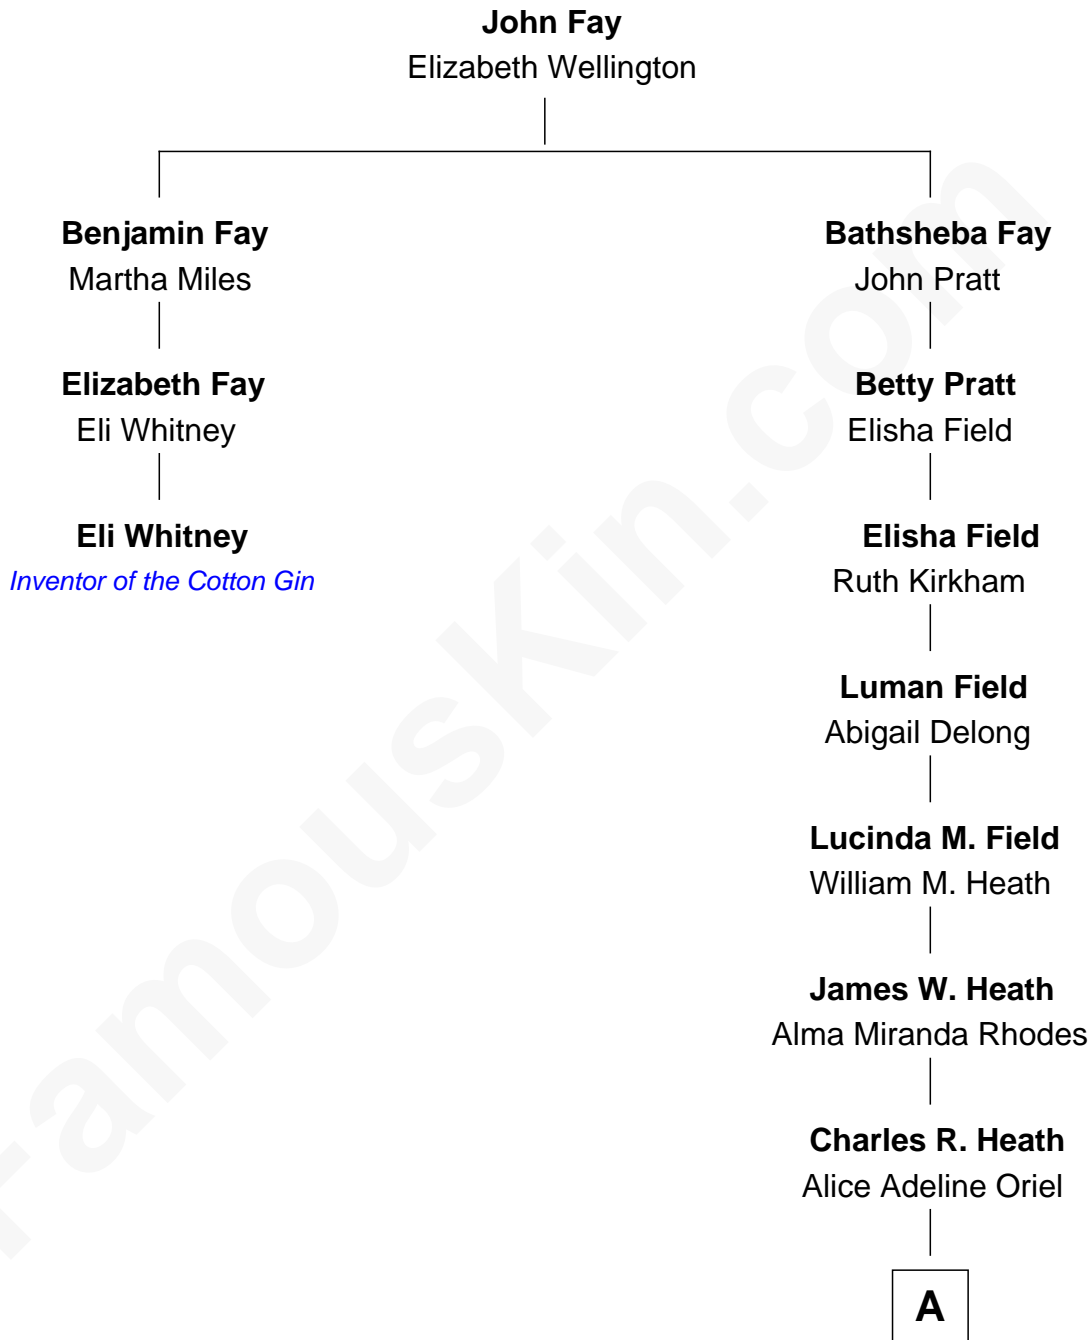 John Fay
Elizabeth Wellington
Benjamin Fay
Martha Miles
Elizabeth Fay
Eli Whitney
Eli Whitney
Inventor of the Cotton Gin
Bathsheba Fay
John Pratt
Betty Pratt
Elisha Field
Elisha Field
Ruth Kirkham
Luman Field
Abigail Delong
Lucinda M. Field
William M. Heath
James W. Heath
Alma Miranda Rhodes
Charles R. Heath
Alice Adeline Oriel
A
FamousKin.com